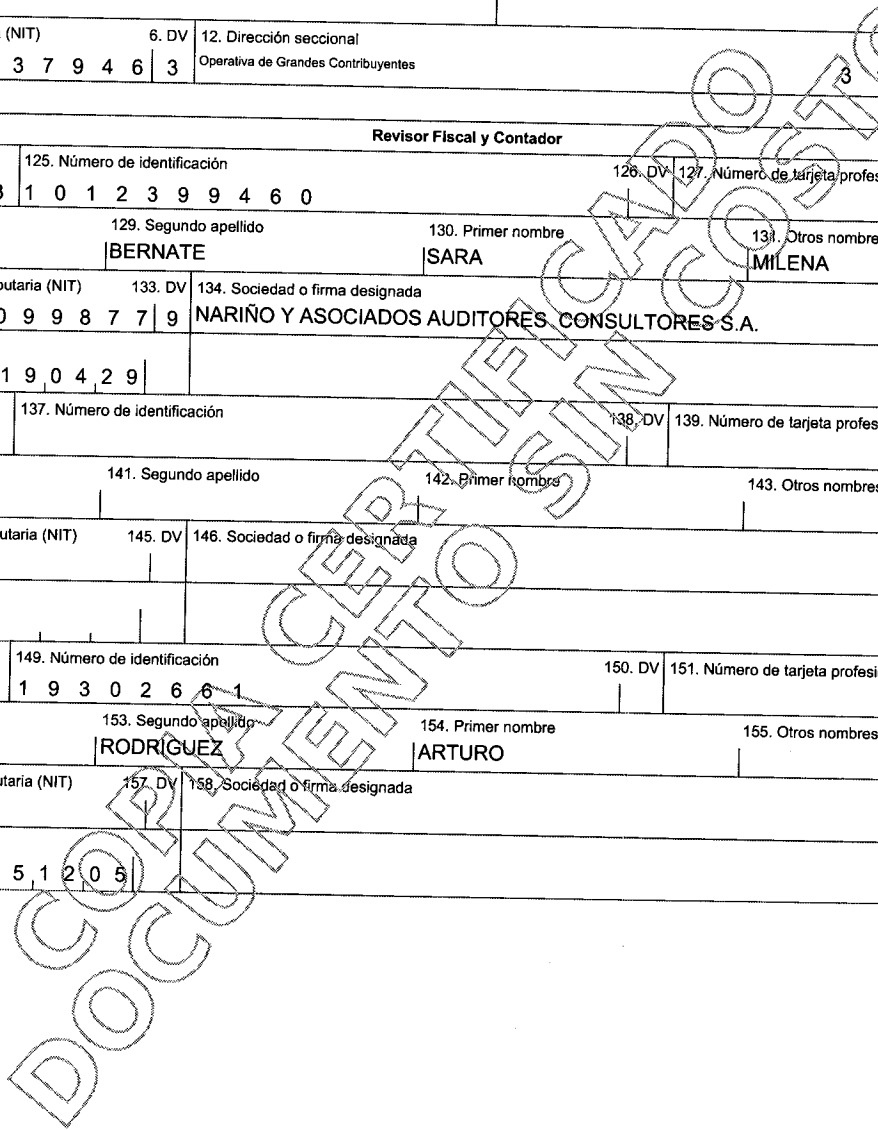 (NIT) 6. DV 12. Dirección seccional
3 7 9 4 6 3 Operativa de Grandes Contribuyentes 3
Revisor Fiscal y Contador
125. Número de identificación 126. DV 127. Número de tarjeta profes
1 0 1 2 3 9 9 4 6 0
129. Segundo apellido 130. Primer nombre 131. Otros nombre
BERNATE SARA MILENA
utaria (NIT) 133. DV 134. Sociedad o firma designada
0 9 9 8 7 7 9 NARIÑO Y ASOCIADOS AUDITORES CONSULTORES S.A.
1 9 0 4 2 9
137. Número de identificación 138. DV 139. Número de tarjeta profes
141. Segundo apellido 142. Primer nombre 143. Otros nombres
utaria (NIT) 145. DV 146. Sociedad o firma designada
149. Número de identificación 150. DV 151. Número de tarjeta profesi
1 9 3 0 2 6 6 1
153. Segundo apellido 154. Primer nombre 155. Otros nombres
RODRIGUEZ ARTURO
utaria (NIT) 157. DV 158. Sociedad o firma designada
5 1 2 0 5
COPIA CERTIFICADO
DOCUMENTO SIN COSTO